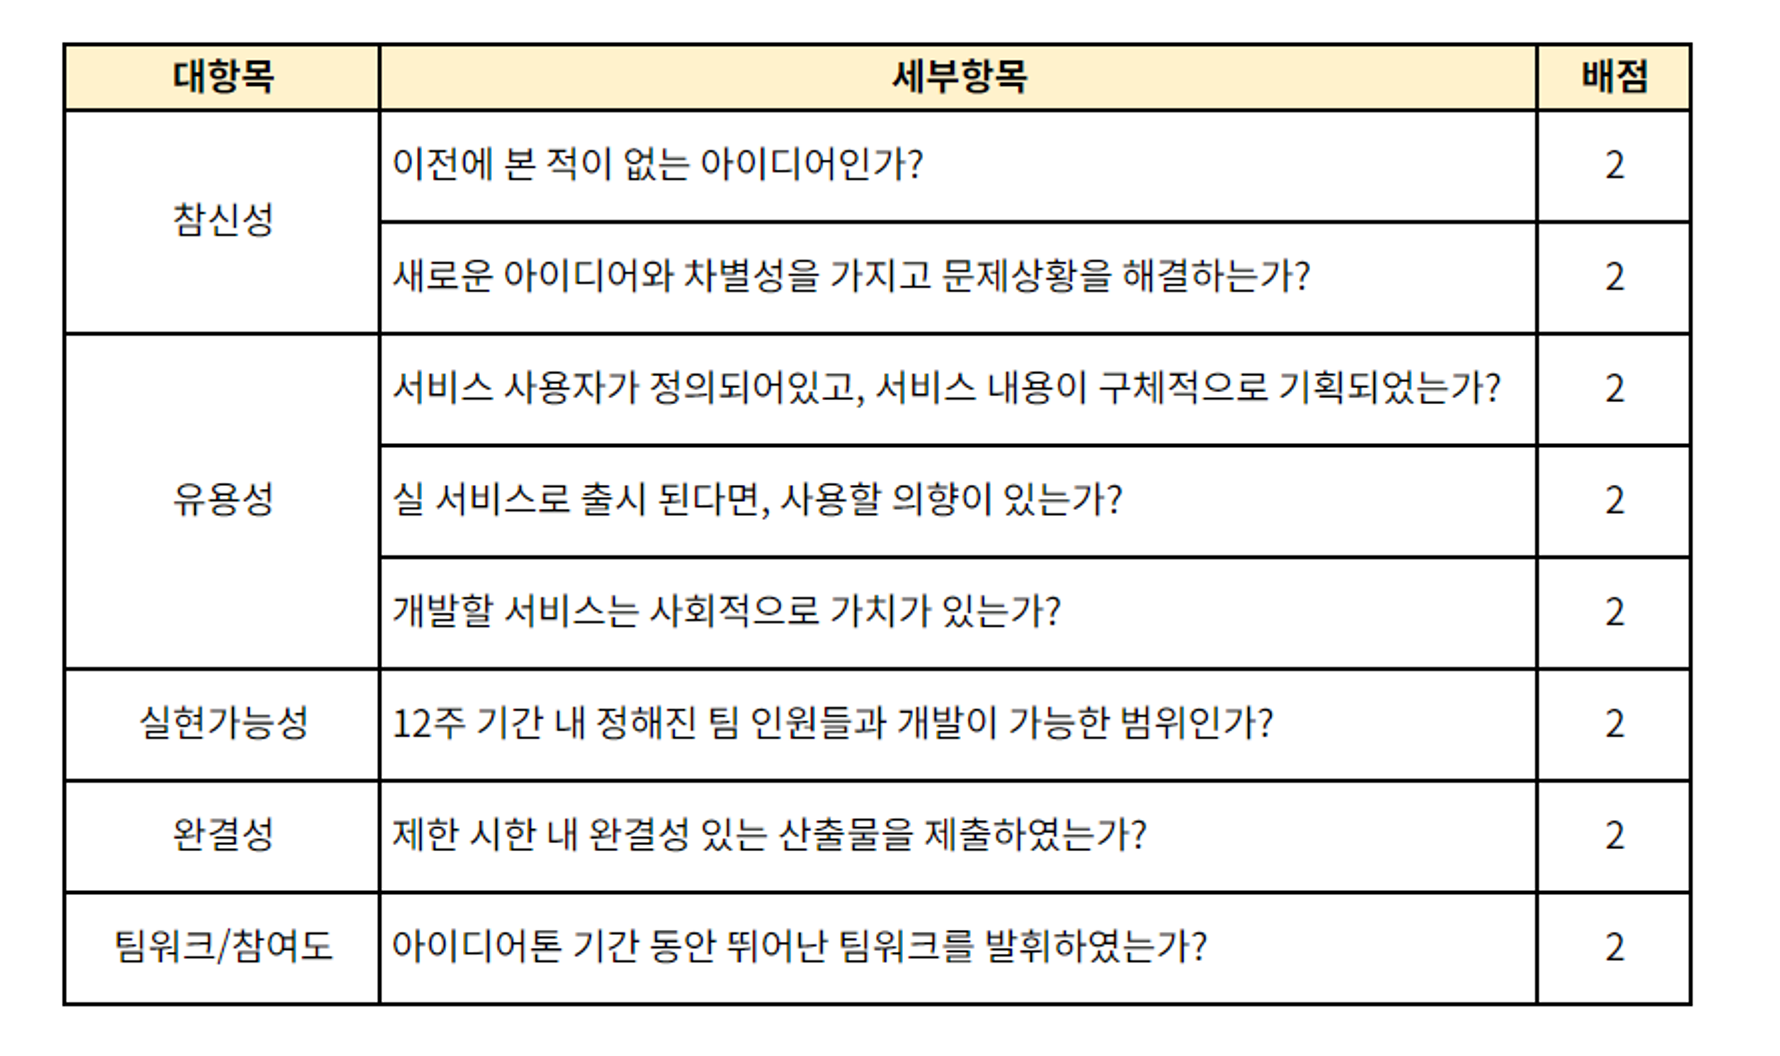 대항목 세부항목 배점
참신성
이전에 본 적이 없는 아이디어인가? 2
새로운 아이디어와 차별성을 가지고 문제상황을 해결하는가? 2
유용성
서비스 사용자가 정의되어있고, 서비스 내용이 구체적으로 기획되었는가? 2
실 서비스로 출시 된다면, 사용할 의향이 있는가? 2
개발할 서비스는 사회적으로 가치가 있는가? 2
실현가능성 12주 기간 내 정해진 팀 인원들과 개발이 가능한 범위인가? 2
완결성 제한 시한 내 완결성 있는 산출물을 제출하였는가? 2
팀워크/참여도 아이디어톤 기간 동안 뛰어난 팀워크를 발휘하였는가? 2